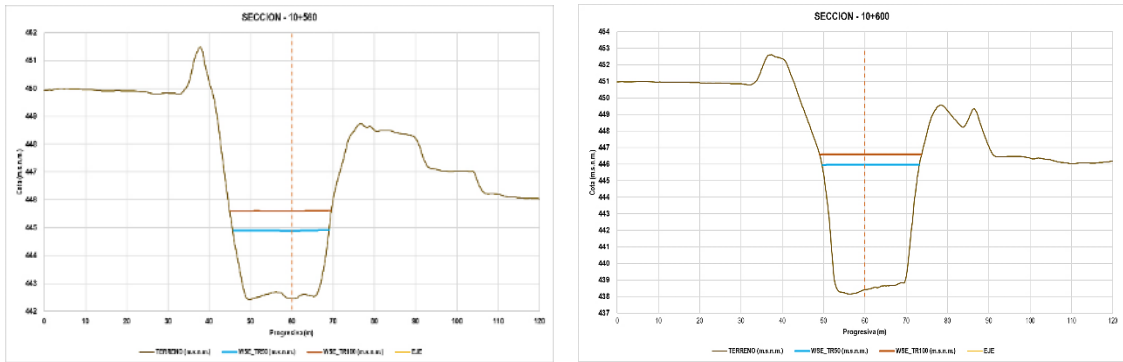 SECCION - 10+560
452
451
450
449
448
447
446
445
444
443
442
Cota (m.s.n.m.)
0 10 20 30 40 50 60 70 80 90 100 110 120
Progresiva (m)
TERRENO (m.s.n.m.) WSE_TR50 (m.s.n.m.) WSE_TR100 (m.s.n.m.) EJE
SECCION - 10+600
454
453
452
451
450
449
448
447
446
445
444
443
442
441
440
439
438
437
Cota (m.s.n.m.)
0 10 20 30 40 50 60 70 80 90 100 110 120
Progresiva (m)
TERRENO (m.s.n.m.) WSE_TR50 (m.s.n.m.) WSE_TR100 (m.s.n.m.) EJE